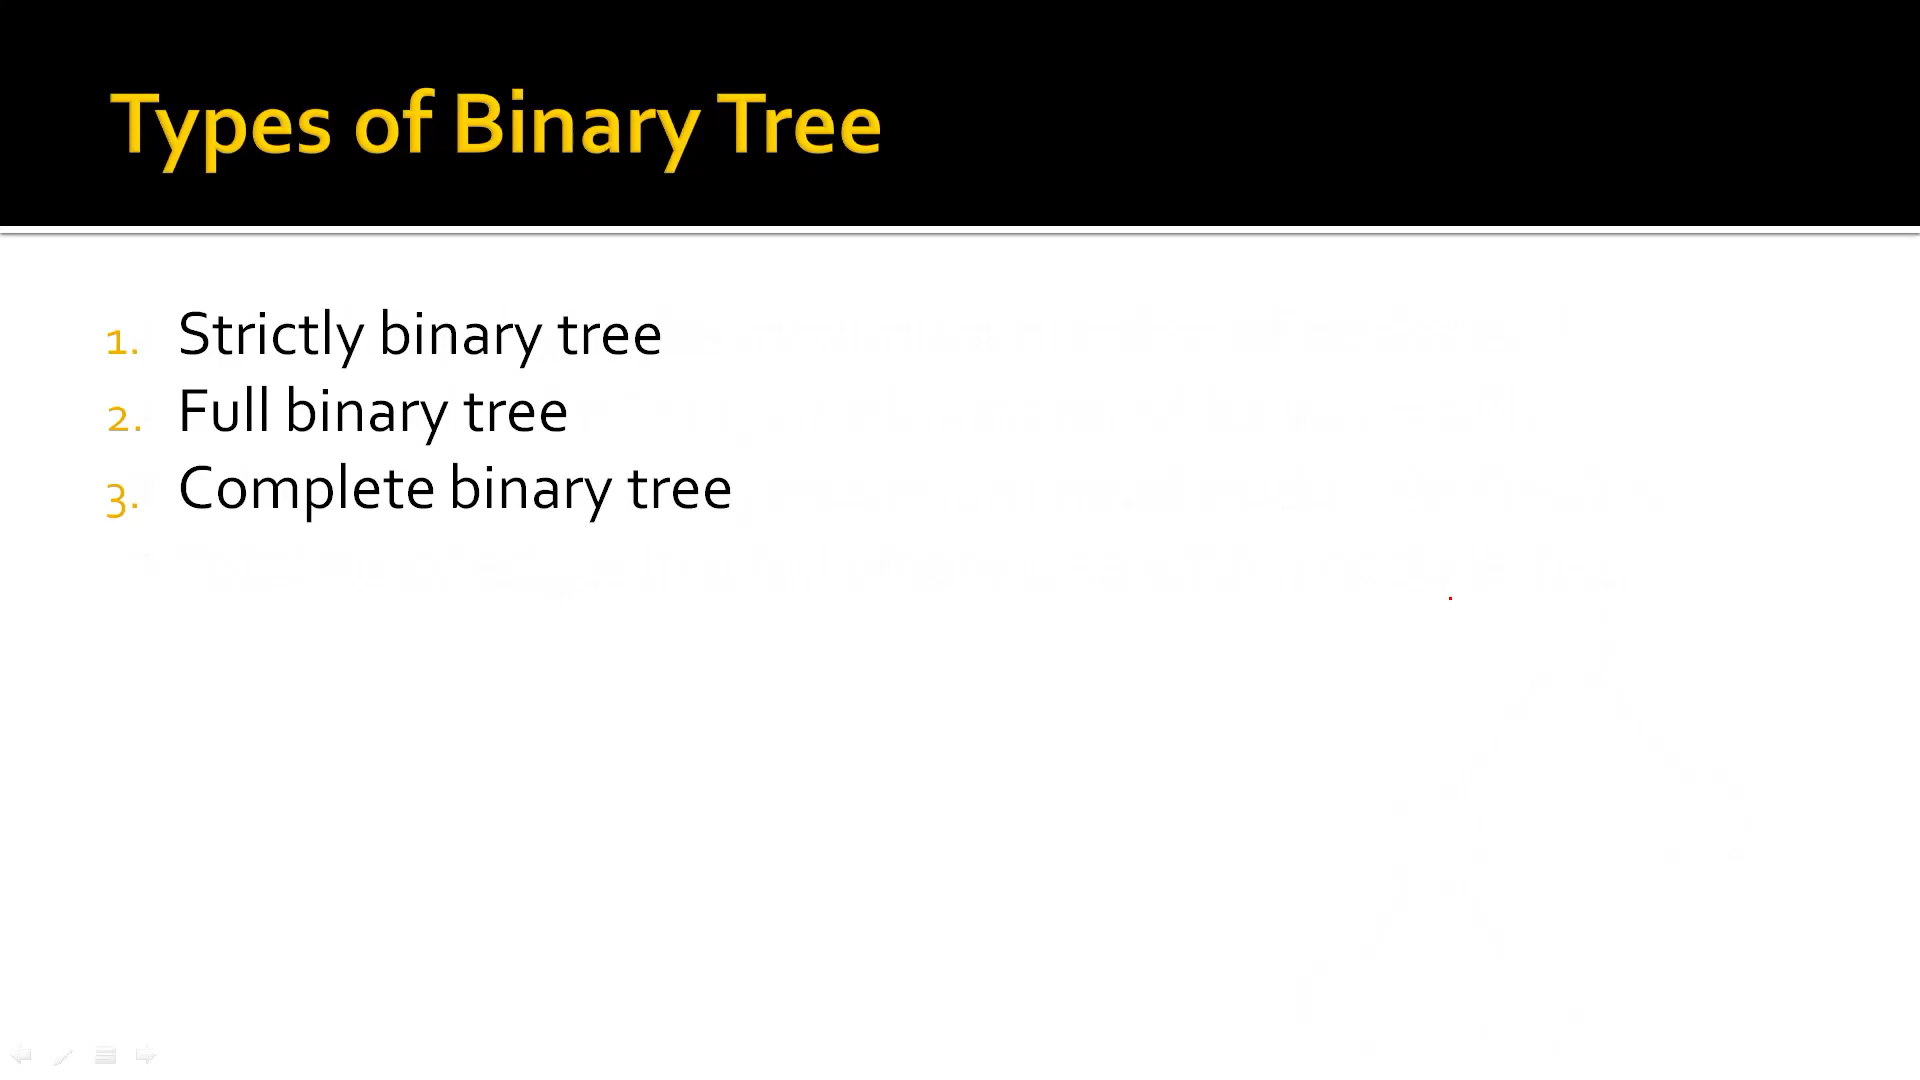 Types of Binary Tree
1. Strictly binary tree
2. Full binary tree
3. Complete binary tree